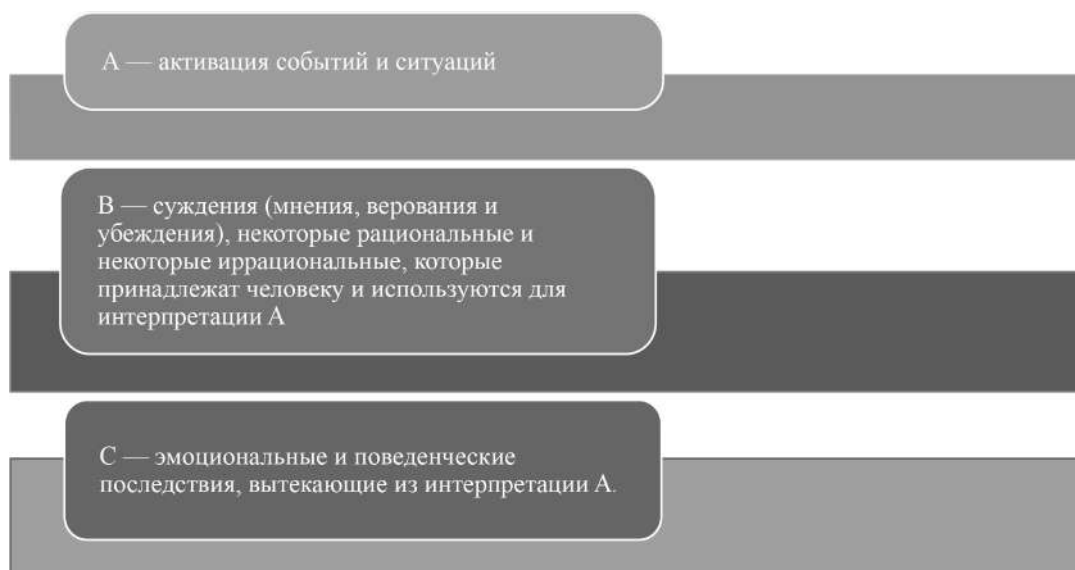 A — активация событий и ситуаций
B — суждения (мнения, верования и
убеждения), некоторые рациональные и
некоторые иррациональные, которые
принадлежат человеку и используются для
интерпретации A
C — эмоциональные и поведенческие
последствия, вытекающие из интерпретации A.